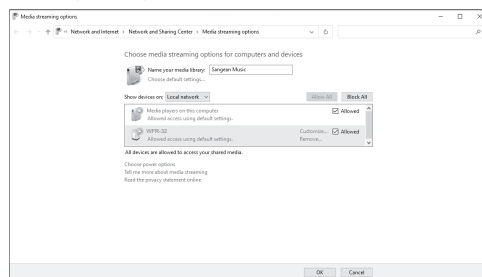 Media streaming options
« Network and Internet › Network and Sharing Center › Media streaming options
Choose media streaming options for computers and devices
Name your media library: Sangean Music
Choose default settings...
Show devices on: Local network Allow All Block All
Media players on this computer Allowed
Allowed access using default settings.
WFR-32 Customize... Allowed
Allowed access using default settings. Remove...
All devices are allowed to access your shared media.
Choose power options
Tell me more about media streaming
Read the privacy statement online
OK Cancel